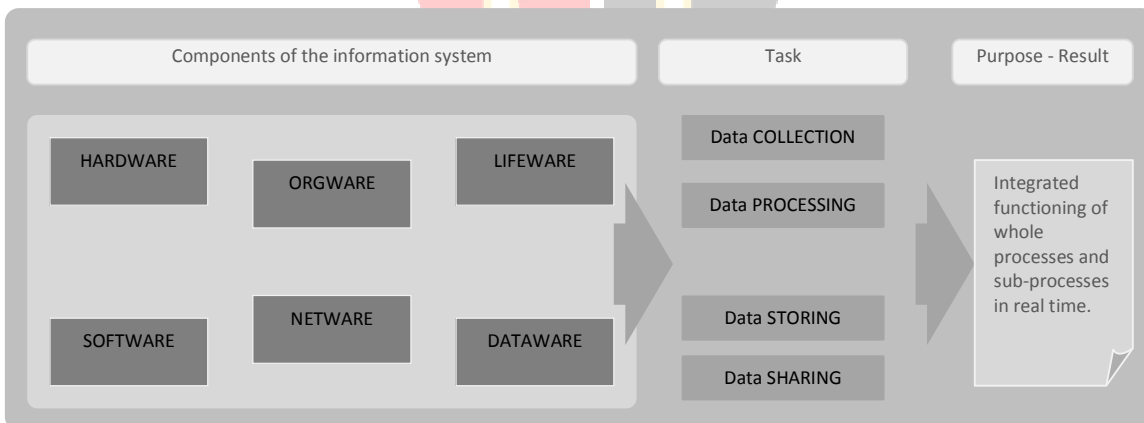 Components of the information system
Task
Purpose - Result
HARDWARE
ORGWARE
LIFEWARE
SOFTWARE
NETWARE
DATAWARE
Data COLLECTION
Data PROCESSING
Data STORING
Data SHARING
Integrated
functioning of
whole
processes and
sub-processes
in real time.